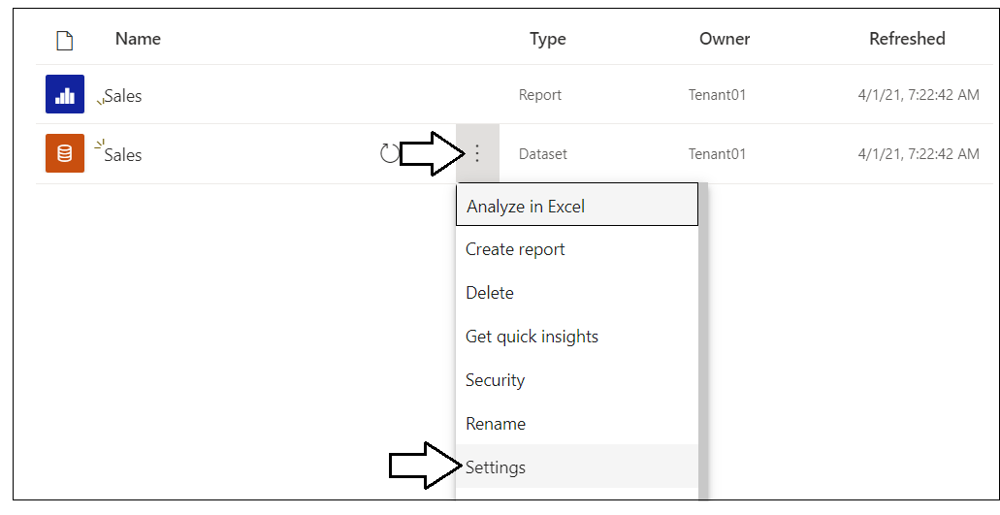 Name Type Owner Refreshed
Sales Report Tenant01 4/1/21, 7:22:42 AM
Sales Dataset Tenant01 4/1/21, 7:22:42 AM
Analyze in Excel
Create report
Delete
Get quick insights
Security
Rename
Settings